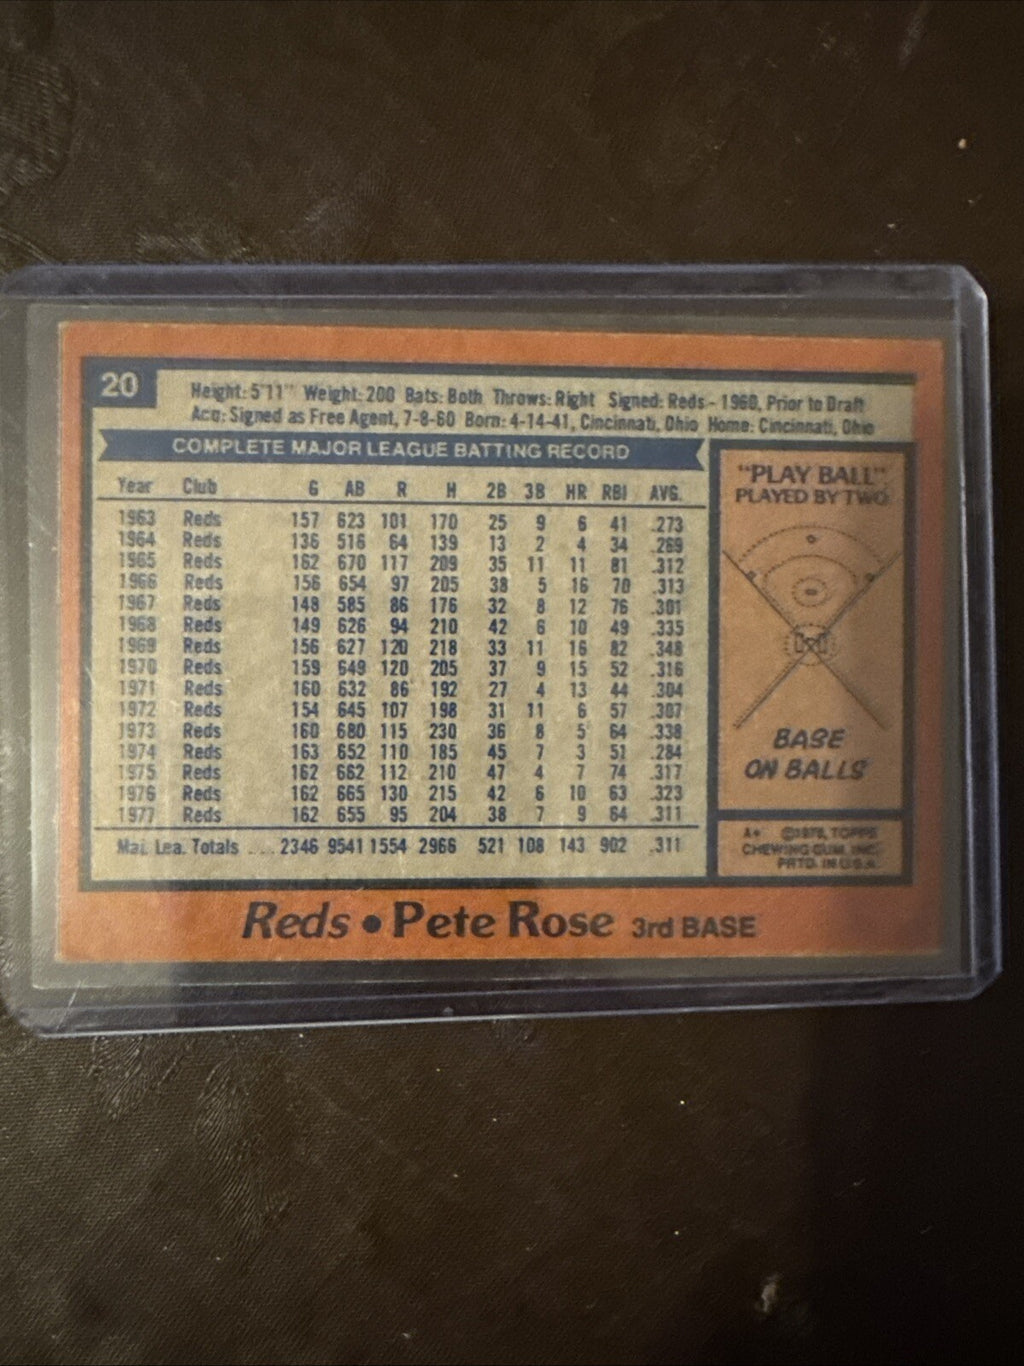 20
Height: 5'11" Weight: 200 Bats: Both Throws: Right Signed: Reds - 1960, Prior to Draft
Acq: Signed as Free Agent, 7-8-60 Born: 4-14-41, Cincinnati, Ohio Home: Cincinnati, Ohio
COMPLETE MAJOR LEAGUE BATTING RECORD
Year Club G AB R H 2B 3B HR RBI AVG.
1963 Reds 157 623 101 170 25 9 6 41 .273
1964 Reds 136 516 64 139 13 2 4 34 .269
1965 Reds 162 670 117 209 35 11 11 81 .312
1966 Reds 156 654 97 205 38 5 16 70 .313
1967 Reds 148 585 86 176 32 8 12 76 .301
1968 Reds 149 626 94 210 42 6 10 49 .335
1969 Reds 156 627 120 218 33 11 16 82 .348
1970 Reds 159 649 120 205 37 9 15 52 .316
1971 Reds 160 632 86 192 27 4 13 44 .304
1972 Reds 154 645 107 198 31 11 6 57 .307
1973 Reds 160 680 115 230 36 8 5 64 .338
1974 Reds 163 652 110 185 45 7 3 51 .284
1975 Reds 162 662 112 210 47 4 7 74 .317
1976 Reds 162 665 130 215 42 6 10 63 .323
1977 Reds 162 655 95 204 38 7 9 64 .311
Maj. Lea. Totals .... 2346 9541 1554 2966 521 108 143 902 .311
"PLAY BALL"
PLAYED BY TWO
BASE
ON BALLS
A* ©1978, TOPPS
CHEWING GUM, INC.
PRTD. IN U.S.A.
Reds • Pete Rose 3rd BASE